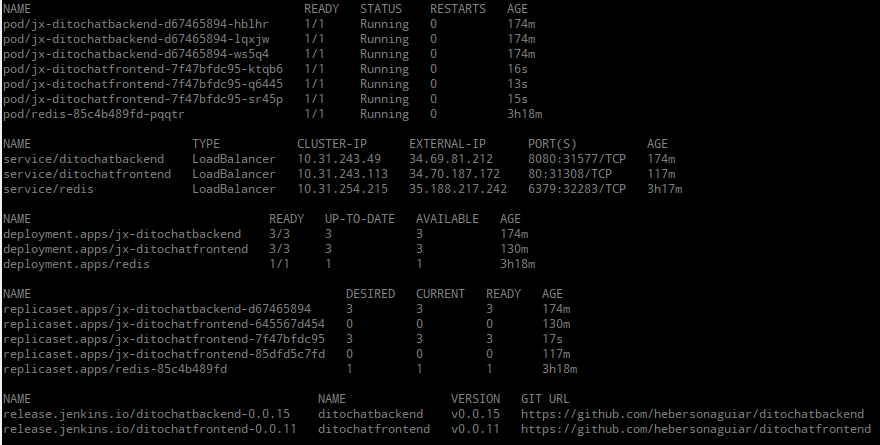 NAME READY STATUS RESTARTS AGE
pod/jx-ditochatbackend-d67465894-hblhr 1/1 Running 0 174m
pod/jx-ditochatbackend-d67465894-lqxjw 1/1 Running 0 174m
pod/jx-ditochatbackend-d67465894-ws5q4 1/1 Running 0 174m
pod/jx-ditochatfrontend-7f47bfdc95-ktqb6 1/1 Running 0 16s
pod/jx-ditochatfrontend-7f47bfdc95-q6445 1/1 Running 0 13s
pod/jx-ditochatfrontend-7f47bfdc95-sr45p 1/1 Running 0 15s
pod/redis-85c4b489fd-pqqtr 1/1 Running 0 3h18m
NAME TYPE CLUSTER-IP EXTERNAL-IP PORT(S) AGE
service/ditochatbackend LoadBalancer 10.31.243.49 34.69.81.212 8080:31577/TCP 174m
service/ditochatfrontend LoadBalancer 10.31.243.113 34.70.187.172 80:31308/TCP 117m
service/redis LoadBalancer 10.31.254.215 35.188.217.242 6379:32283/TCP 3h17m
NAME READY UP-TO-DATE AVAILABLE AGE
deployment.apps/jx-ditochatbackend 3/3 3 3 174m
deployment.apps/jx-ditochatfrontend 3/3 3 3 130m
deployment.apps/redis 1/1 1 1 3h18m
NAME DESIRED CURRENT READY AGE
replicaset.apps/jx-ditochatbackend-d67465894 3 3 3 174m
replicaset.apps/jx-ditochatfrontend-645567d454 0 0 0 130m
replicaset.apps/jx-ditochatfrontend-7f47bfdc95 3 3 3 17s
replicaset.apps/jx-ditochatfrontend-85dfd5c7fd 0 0 0 117m
replicaset.apps/redis-85c4b489fd 1 1 1 3h18m
NAME NAME VERSION GIT URL
release.jenkins.io/ditochatbackend-0.0.15 ditochatbackend v0.0.15 https://github.com/hebersonaguiar/ditochatbackend
release.jenkins.io/ditochatfrontend-0.0.11 ditochatfrontend v0.0.11 https://github.com/hebersonaguiar/ditochatfrontend